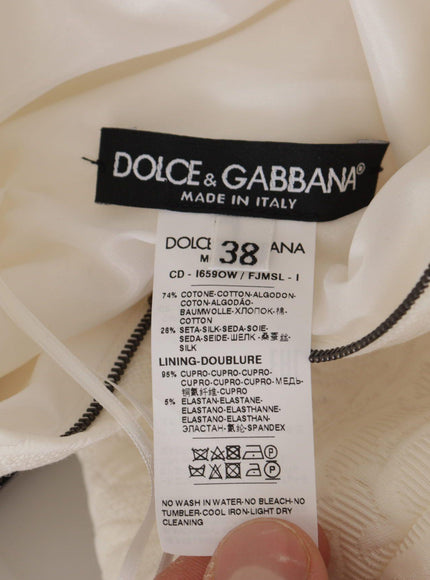 DOLCE & GABBANA®
MADE IN ITALY
DOLCE 38 ANA
M
CD - I659OW / FJMSL - I
74% COTONE-COTTON-ALGODON-
COTON-ALGODÃO-
BAUMWOLLE-ХЛОПОК-棉-
COTTON
26% SETA-SILK-SEDA-SOIE-
SEDA-SEIDE-ШЕЛК-桑蚕丝-
SILK
LINING-DOUBLURE
95% CUPRO-CUPRO-CUPRO-
CUPRO-CUPRO-CUPRO-МЕДЬ-
铜氨纤维-CUPRO
5% ELASTAN-ELASTANE-
ELASTANO-ELASTHANNE-
ELASTANO-ELASTHAN-
ЭЛАСТАН-氨纶-SPANDEX
NO WASH IN WATER-NO BLEACH-NO
TUMBLER-COOL IRON-LIGHT DRY
CLEANING